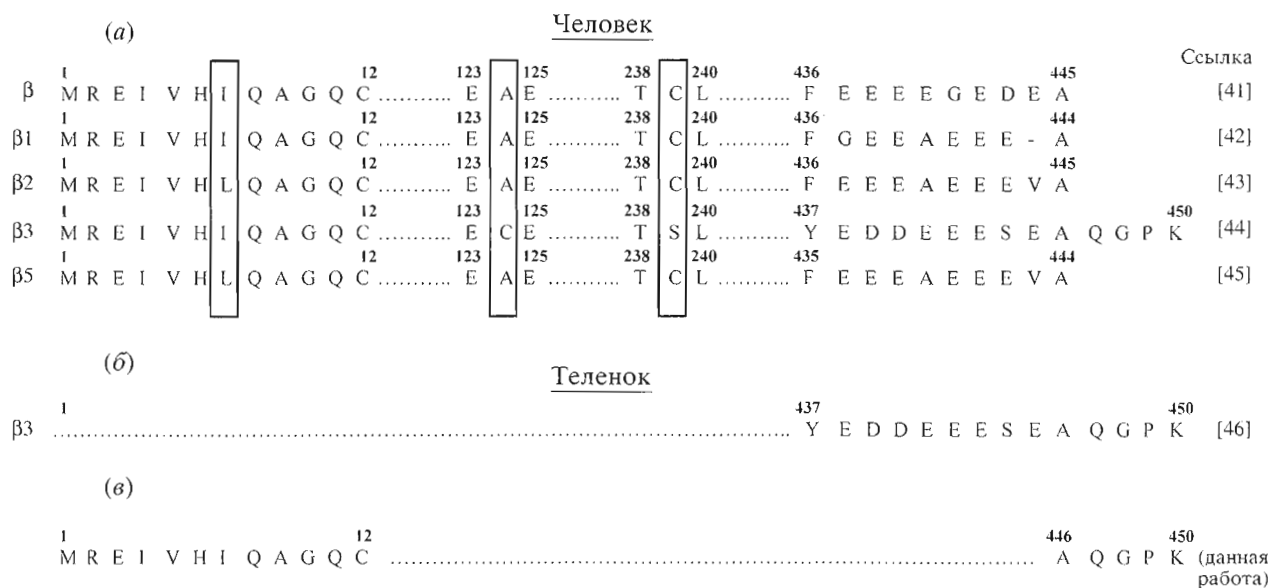 (а) Человек
Ссылка
1 12 123 125 238 240 436 445
β M R E I V H I Q A G Q C ........... E A E .......... T C L .......... F E E E E G E D E A [41]
1 12 123 125 238 240 436 444
β1 M R E I V H I Q A G Q C ........... E A E .......... T C L .......... F G E E A E E E - A [42]
1 12 123 125 238 240 436 445
β2 M R E I V H L Q A G Q C ........... E A E .......... T C L .......... F E E E A E E E V A [43]
1 12 123 125 238 240 437 450
β3 M R E I V H I Q A G Q C ........... E C E .......... T S L .......... Y E D D E E E S E A Q G P K [44]
1 12 123 125 238 240 435 444
β5 M R E I V H L Q A G Q C ........... E A E .......... T C L .......... F E E E A E E E V A [45]
(б) Теленок
1 437 450
β3 .......................................................... Y E D D E E E S E A Q G P K [46]
(в)
1 12 446 450
M R E I V H I Q A G Q C .......................................................... A Q G P K (данная
работа)